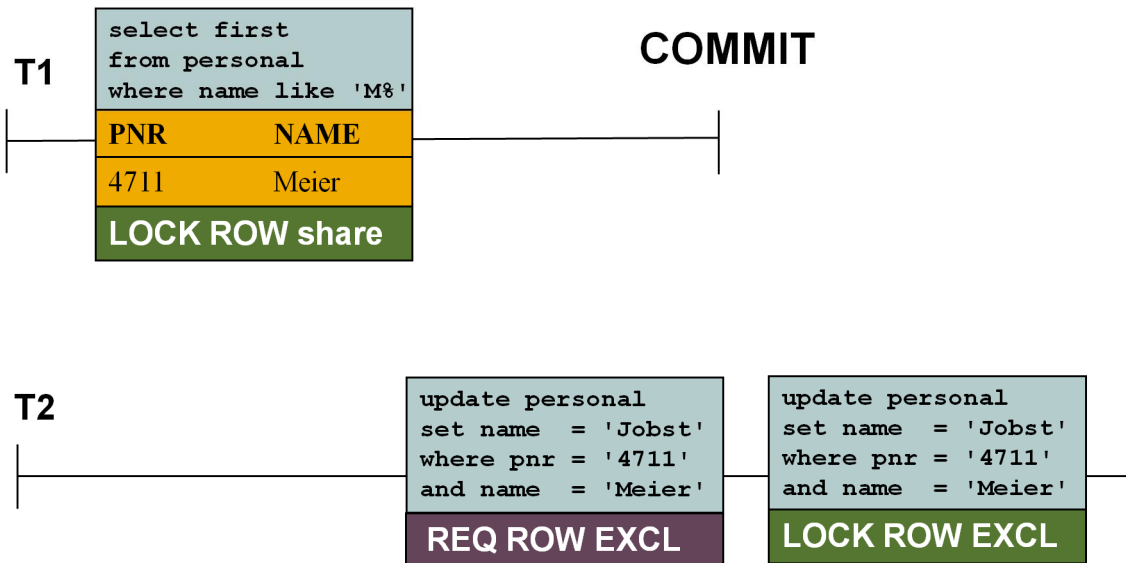 T1
select first
from personal
where name like 'M%'
PNR NAME
4711 Meier
LOCK ROW share
COMMIT
T2
update personal
set name = 'Jobst'
where pnr = '4711'
and name = 'Meier'
REQ ROW EXCL
update personal
set name = 'Jobst'
where pnr = '4711'
and name = 'Meier'
LOCK ROW EXCL